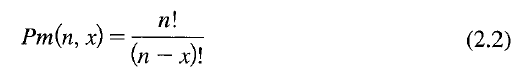 Pm(n, x) = n! / (n − x)! (2.2)